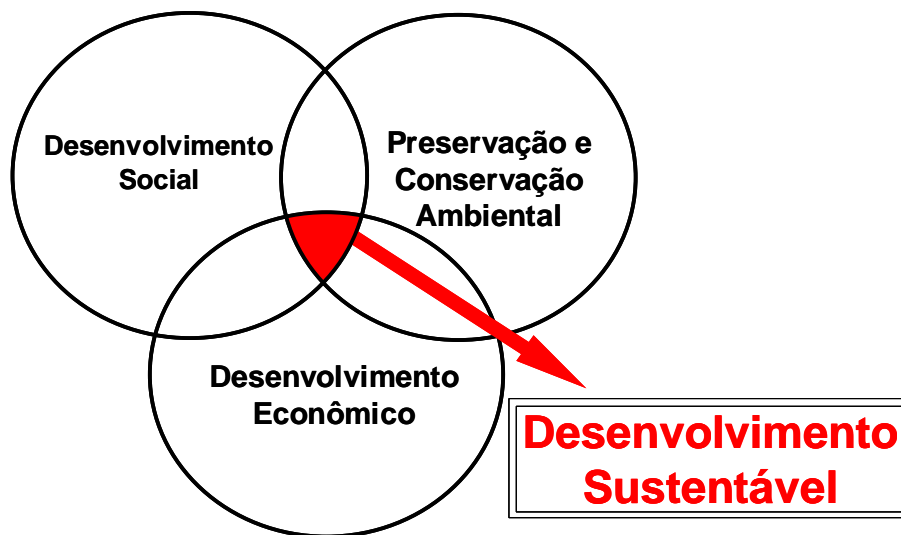 Desenvolvimento
Social
Preservação e
Conservação
Ambiental
Desenvolvimento
Econômico
Desenvolvimento
Sustentável